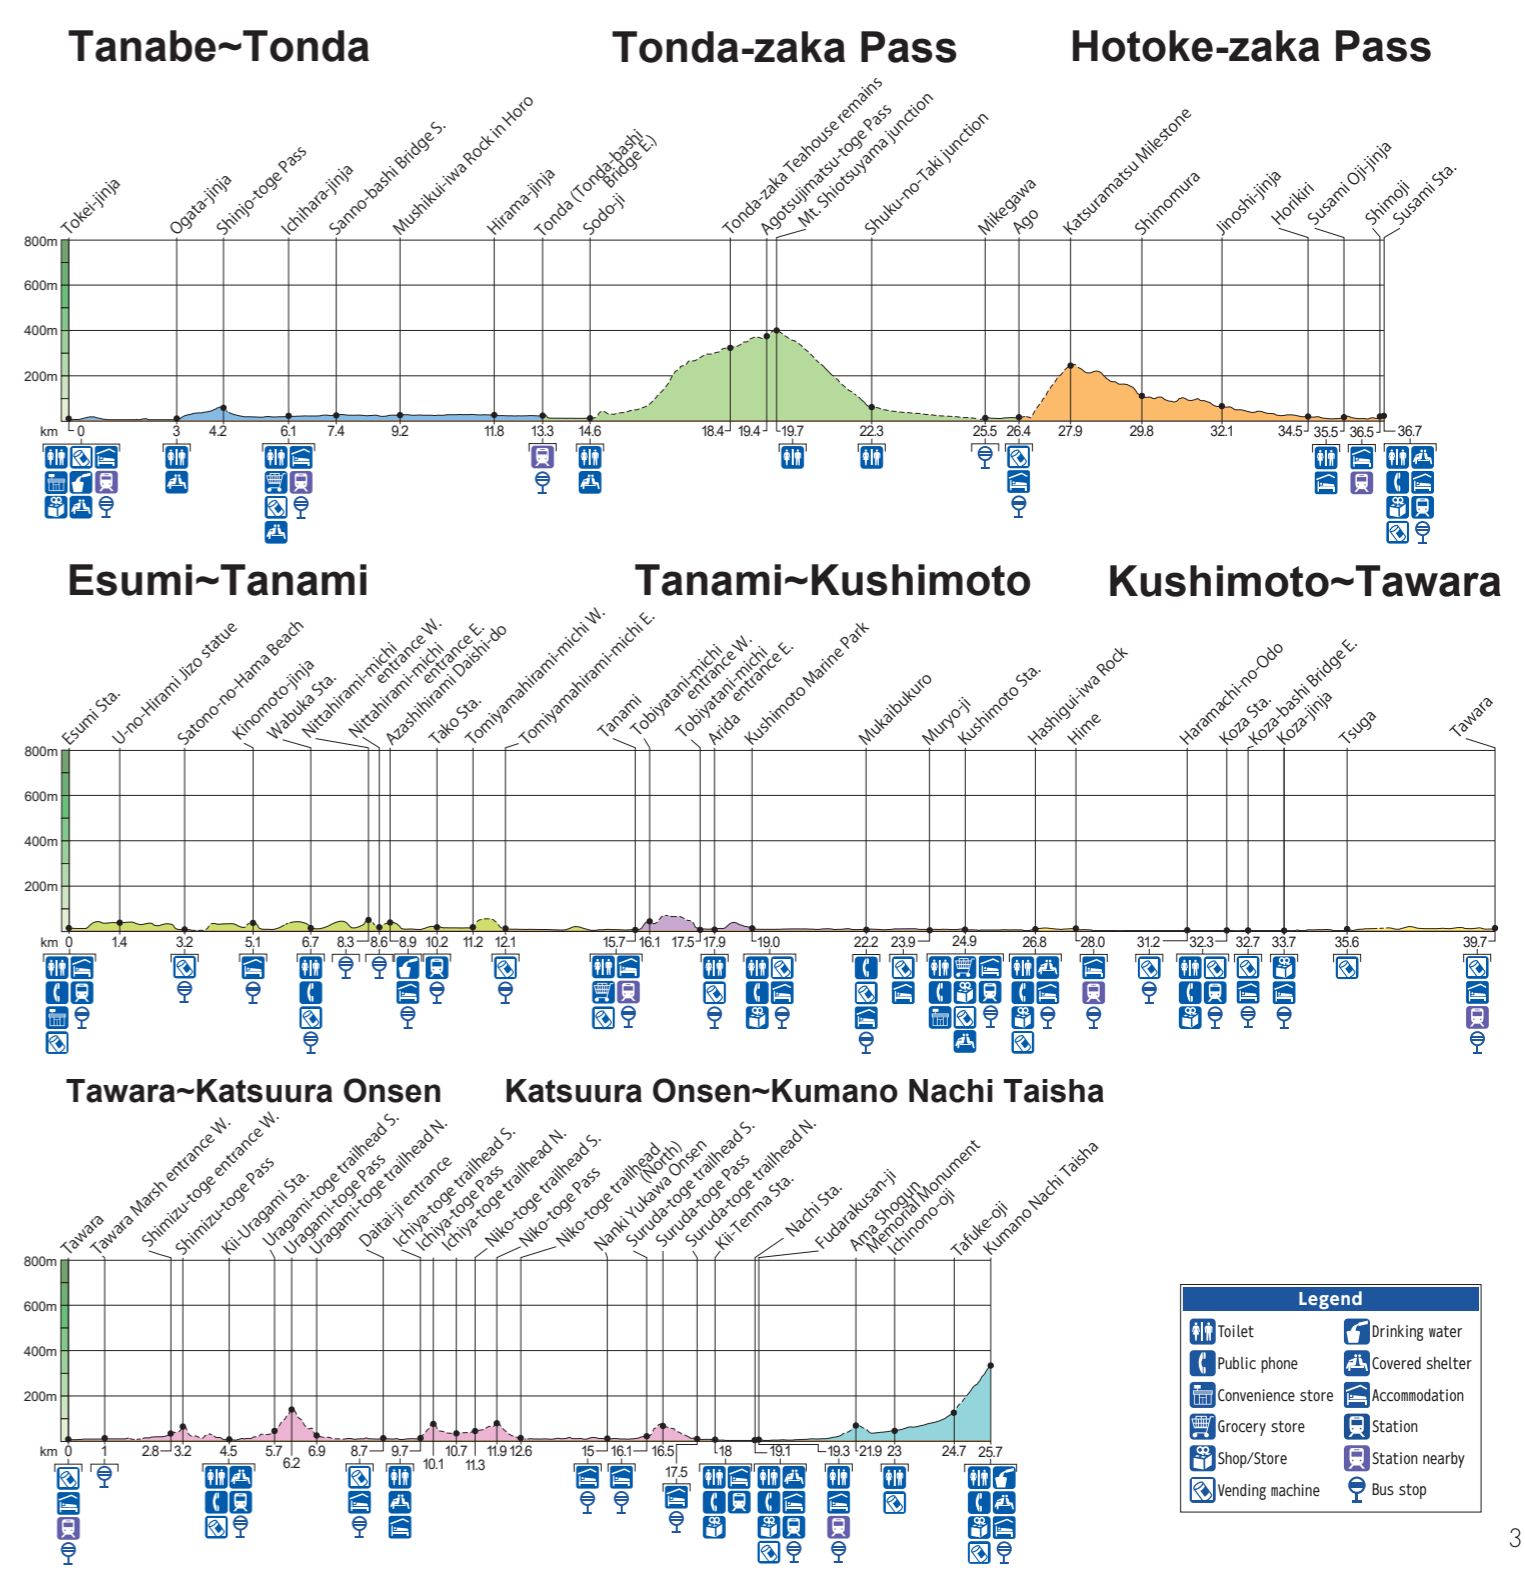 Tanabe~Tonda
Tonda-zaka Pass
Hotoke-zaka Pass
Tokei-jinja
Ogata-jinja
Shinjo-toge Pass
Ichihara-jinja
Sanno-bashi Bridge S.
Mushikui-iwa Rock in Horo
Hirama-jinja
Tonda (Tonda-bashi
Bridge E.)
Sodo-ji
Tonda-zaka Teahouse remains
Agotsujimatsu-toge Pass
Mt. Shiotsuyama junction
Shuku-no-Taki junction
Mikegawa
Ago
Katsuramatsu Milestone
Shimomura
Jinoshi-jinja
Horikiri
Susami Oji-jinja
Shimoji
Susami Sta.
800m
600m
400m
200m
km 0 3 4.2 6.1 7.4 9.2 11.8 13.3 14.6 18.4 19.4 19.7 22.3 25.5 26.4 27.9 29.8 32.1 34.5 35.5 36.5 36.7
Esumi~Tanami
Tanami~Kushimoto
Kushimoto~Tawara
Esumi Sta.
U-no-Hirami Jizo statue
Satono-no-Hama Beach
Kinomoto-jinja
Wabuka Sta.
Nittahirami-michi
entrance W.
Nittahirami-michi
entrance E.
Azashihirami Daishi-do
Tako Sta.
Tomiyamahirami-michi W.
Tomiyamahirami-michi E.
Tanami
Tobiyatani-michi
entrance W.
Tobiyatani-michi
entrance E.
Arida
Kushimoto Marine Park
Mukaibukuro
Muryo-ji
Kushimoto Sta.
Hashigui-iwa Rock
Hime
Haramachi-no-Odo
Koza Sta.
Koza-bashi Bridge E.
Koza-jinja
Tsuga
Tawara
800m
600m
400m
200m
km 0 1.4 3.2 5.1 6.7 8.3 8.6 8.9 10.2 11.2 12.1 15.7 16.1 17.5 17.9 19.0 22.2 23.9 24.9 26.8 28.0 31.2 32.3 32.7 33.7 35.6 39.7
Tawara~Katsuura Onsen
Katsuura Onsen~Kumano Nachi Taisha
Tawara
Tawara Marsh entrance W.
Shimizu-toge entrance W.
Shimizu-toge Pass
Kii-Uragami Sta.
Uragami-toge trailhead S.
Uragami-toge Pass
Uragami-toge trailhead N.
Daitai-ji entrance
Ichiya-toge trailhead S.
Ichiya-toge Pass
Ichiya-toge trailhead N.
Niko-toge trailhead S.
Niko-toge Pass
Niko-toge trailhead
(North)
Nanki Yukawa Onsen
Suruda-toge trailhead S.
Suruda-toge Pass
Suruda-toge trailhead N.
Kii-Tenma Sta.
Nachi Sta.
Fudarakusan-ji
Ama Shogun
Memorial Monument
Ichinono-oji
Tafuke-oji
Kumano Nachi Taisha
800m
600m
400m
200m
km 0 1 2.8 3.2 4.5 5.7 6.2 6.9 8.7 9.7 10.1 10.7 11.3 11.9 12.6 15 16.1 16.5 17.5 18 19.1 19.3 21.9 23 24.7 25.7
Legend
Toilet
Drinking water
Public phone
Covered shelter
Convenience store
Accommodation
Grocery store
Station
Shop/Store
Station nearby
Vending machine
Bus stop
3